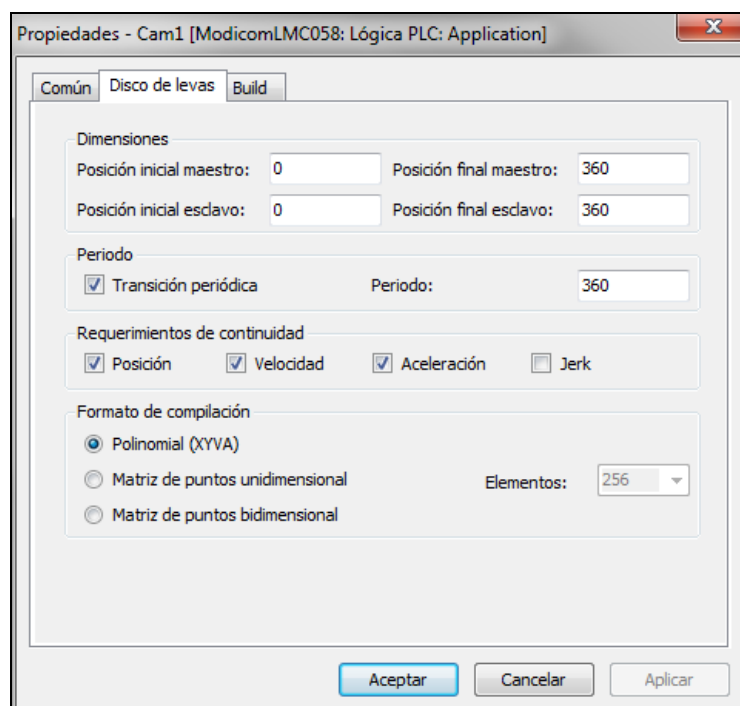 Propiedades - Cam1 [ModicomLMC058: Lógica PLC: Application]
Común Disco de levas Build
Dimensiones
Posición inicial maestro: 0 Posición final maestro: 360
Posición inicial esclavo: 0 Posición final esclavo: 360
Periodo
Transición periódica Periodo: 360
Requerimientos de continuidad
Posición Velocidad Aceleración Jerk
Formato de compilación
Polinomial (XYVA)
Matriz de puntos unidimensional Elementos: 256
Matriz de puntos bidimensional
Aceptar Cancelar Aplicar